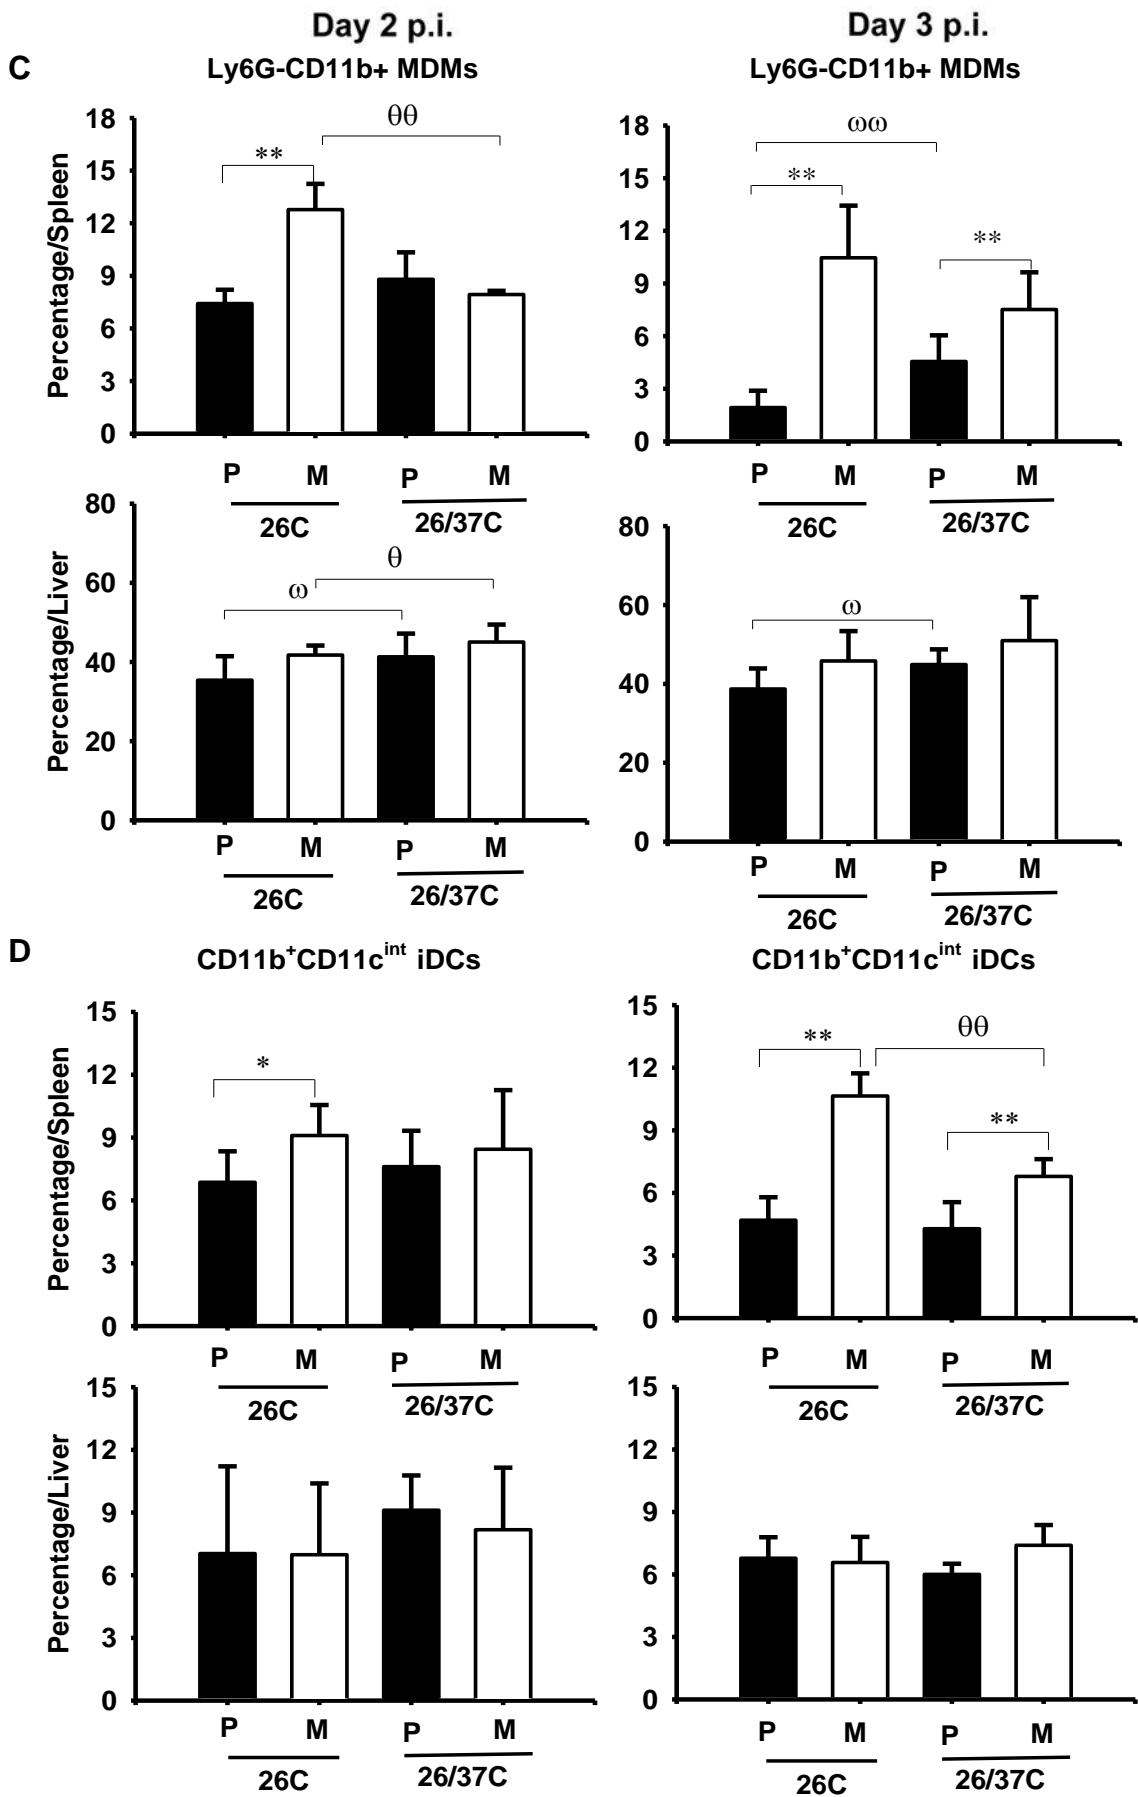 Day 2 p.i.
Day 3 p.i.
C
Ly6G-CD11b+ MDMs
Ly6G-CD11b+ MDMs
Percentage/Spleen
18
15
12
9
6
3
0
**
θθ
P M P M
26C 26/37C
18
15
12
9
6
3
0
ωω
**
**
P M P M
26C 26/37C
Percentage/Liver
80
60
40
20
0
ω
θ
P M P M
26C 26/37C
80
60
40
20
0
ω
P M P M
26C 26/37C
D
CD11b⁺CD11cⁱⁿᵗ iDCs
CD11b⁺CD11cⁱⁿᵗ iDCs
Percentage/Spleen
15
12
9
6
3
0
*
P M P M
26C 26/37C
15
12
9
6
3
0
**
θθ
**
P M P M
26C 26/37C
Percentage/Liver
15
12
9
6
3
0
P M P M
26C 26/37C
15
12
9
6
3
0
P M P M
26C 26/37C